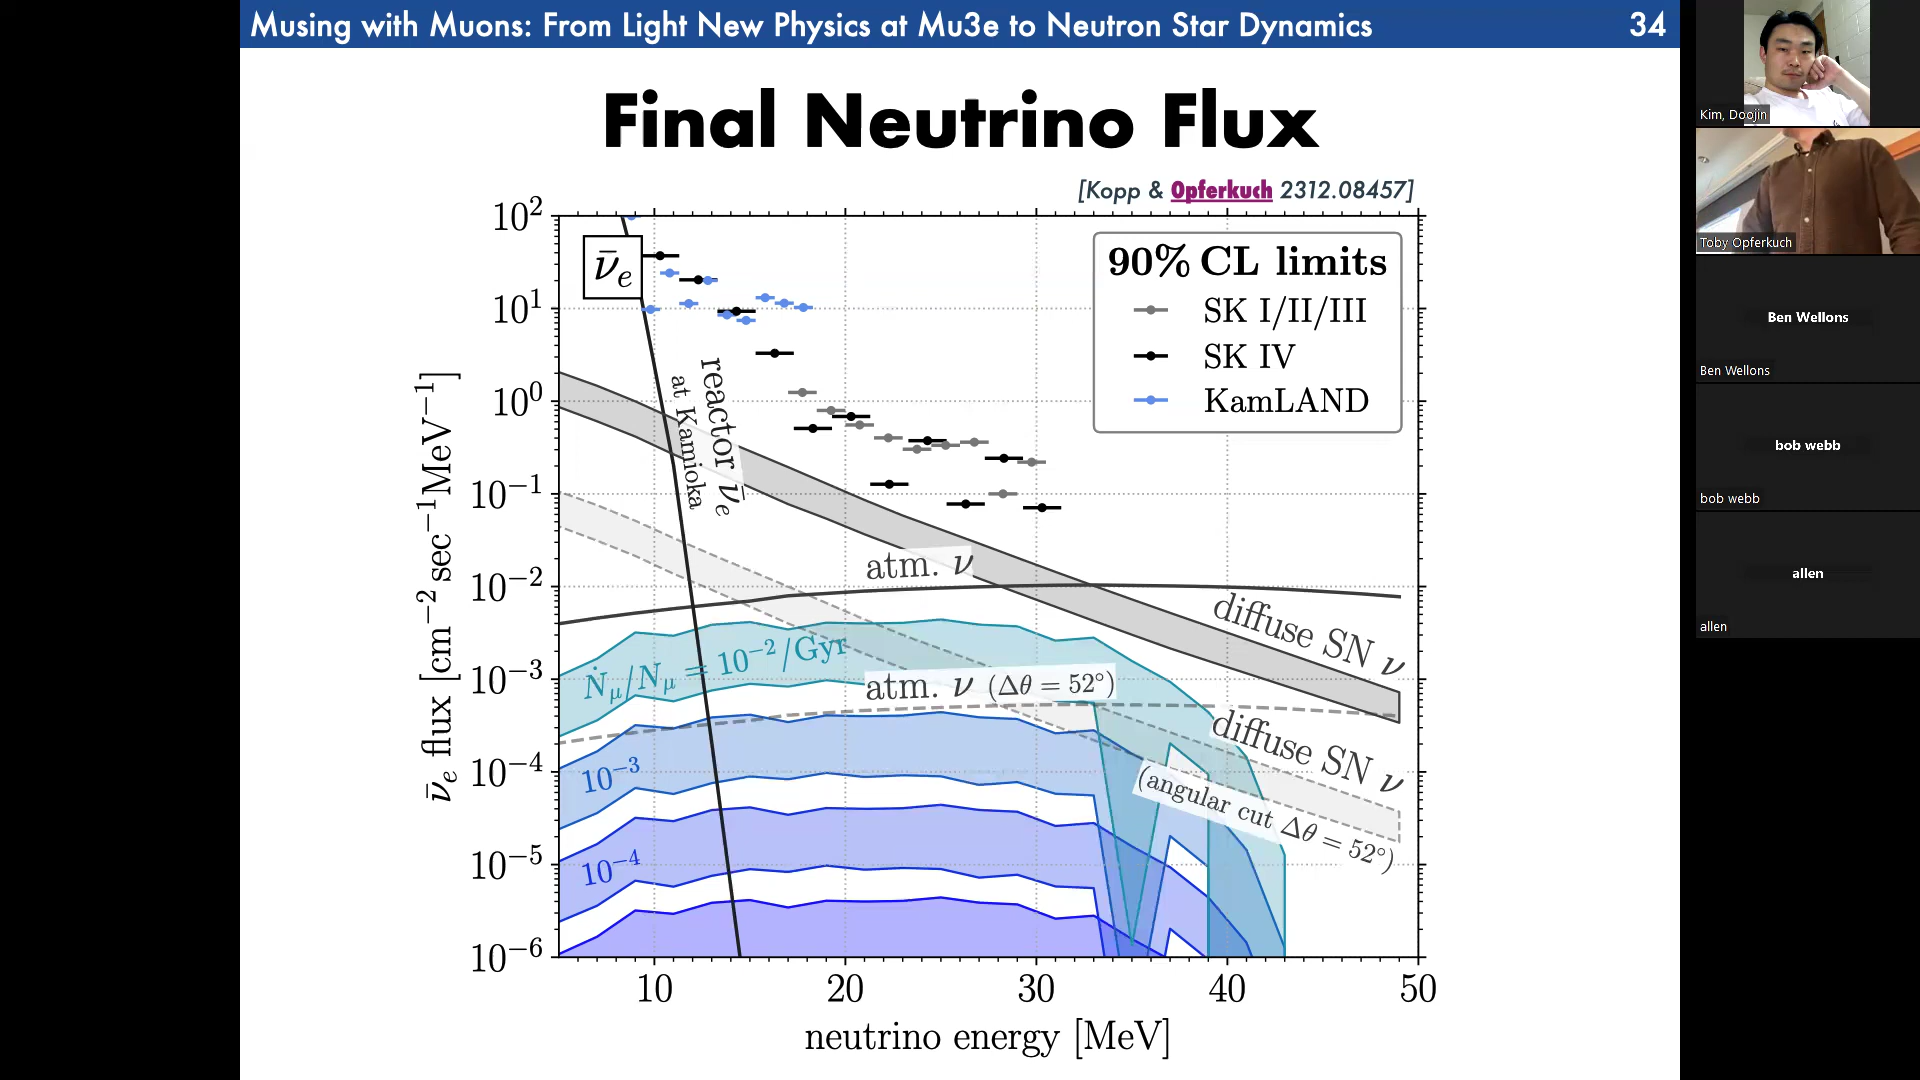 Musing with Muons: From Light New Physics at Mu3e to Neutron Star Dynamics 34
Final Neutrino Flux
[Kopp & Opferkuch 2312.08457]
ν̄ₑ
90% CL limits
SK I/II/III
SK IV
KamLAND
reactor ν̄ₑ
at Kamioka
atm. ν
diffuse SN ν
Ṅμ/Nμ = 10⁻²/Gyr
atm. ν (Δθ = 52°)
diffuse SN ν
(angular cut Δθ = 52°)
10⁻³
10⁻⁴
10²
10¹
10⁰
10⁻¹
10⁻²
10⁻³
10⁻⁴
10⁻⁵
10⁻⁶
ν̄ₑ flux [cm⁻² sec⁻¹ MeV⁻¹]
10 20 30 40 50
neutrino energy [MeV]
Kim, Doojin
Toby Opferkuch
Ben Wellons
Ben Wellons
bob webb
bob webb
allen
allen